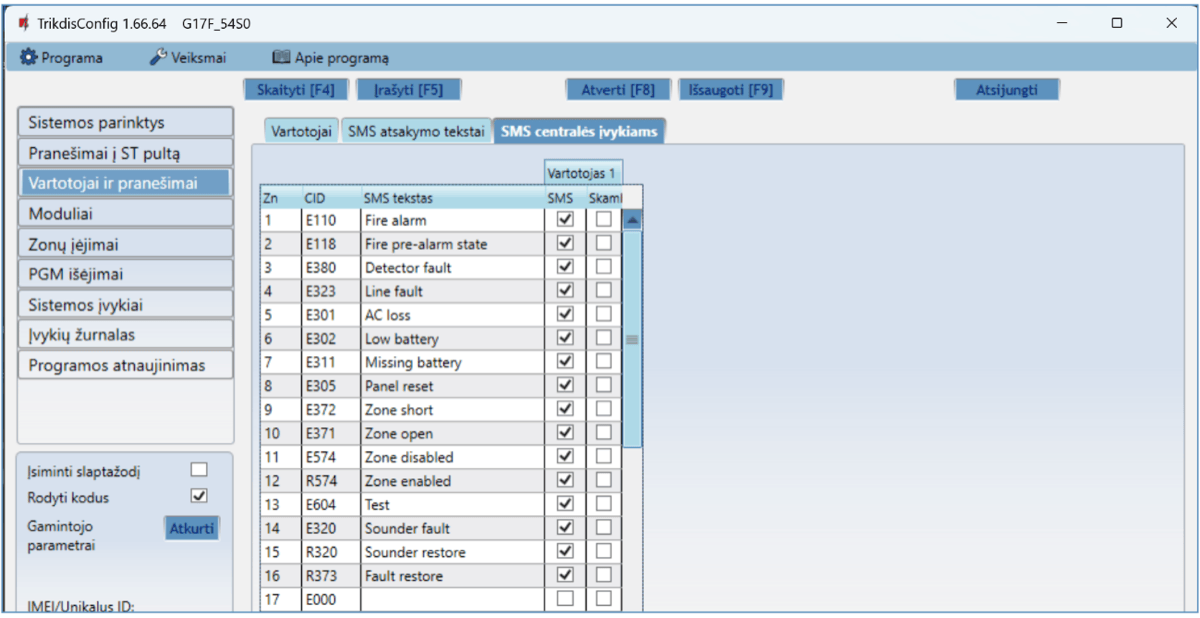 TrikdisConfig 1.66.64 G17F_54S0
Programa Veiksmai Apie programą
Skaityti [F4] Įrašyti [F5] Atverti [F8] Išsaugoti [F9] Atsijungti
Sistemos parinktys
Pranešimai į ST pultą
Vartotojai ir pranešimai
Moduliai
Zonų įėjimai
PGM išėjimai
Sistemos įvykiai
Įvykių žurnalas
Programos atnaujinimas
Įsiminti slaptažodį
Rodyti kodus
Gamintojo
parametrai
Atkurti
IMEI/Unikalus ID:
Vartotojai SMS atsakymo tekstai SMS centralės įvykiams
Vartotojas 1
Zn CID SMS tekstas SMS Skaml
1 E110 Fire alarm
2 E118 Fire pre-alarm state
3 E380 Detector fault
4 E323 Line fault
5 E301 AC loss
6 E302 Low battery
7 E311 Missing battery
8 E305 Panel reset
9 E372 Zone short
10 E371 Zone open
11 E574 Zone disabled
12 R574 Zone enabled
13 E604 Test
14 E320 Sounder fault
15 R320 Sounder restore
16 R373 Fault restore
17 E000